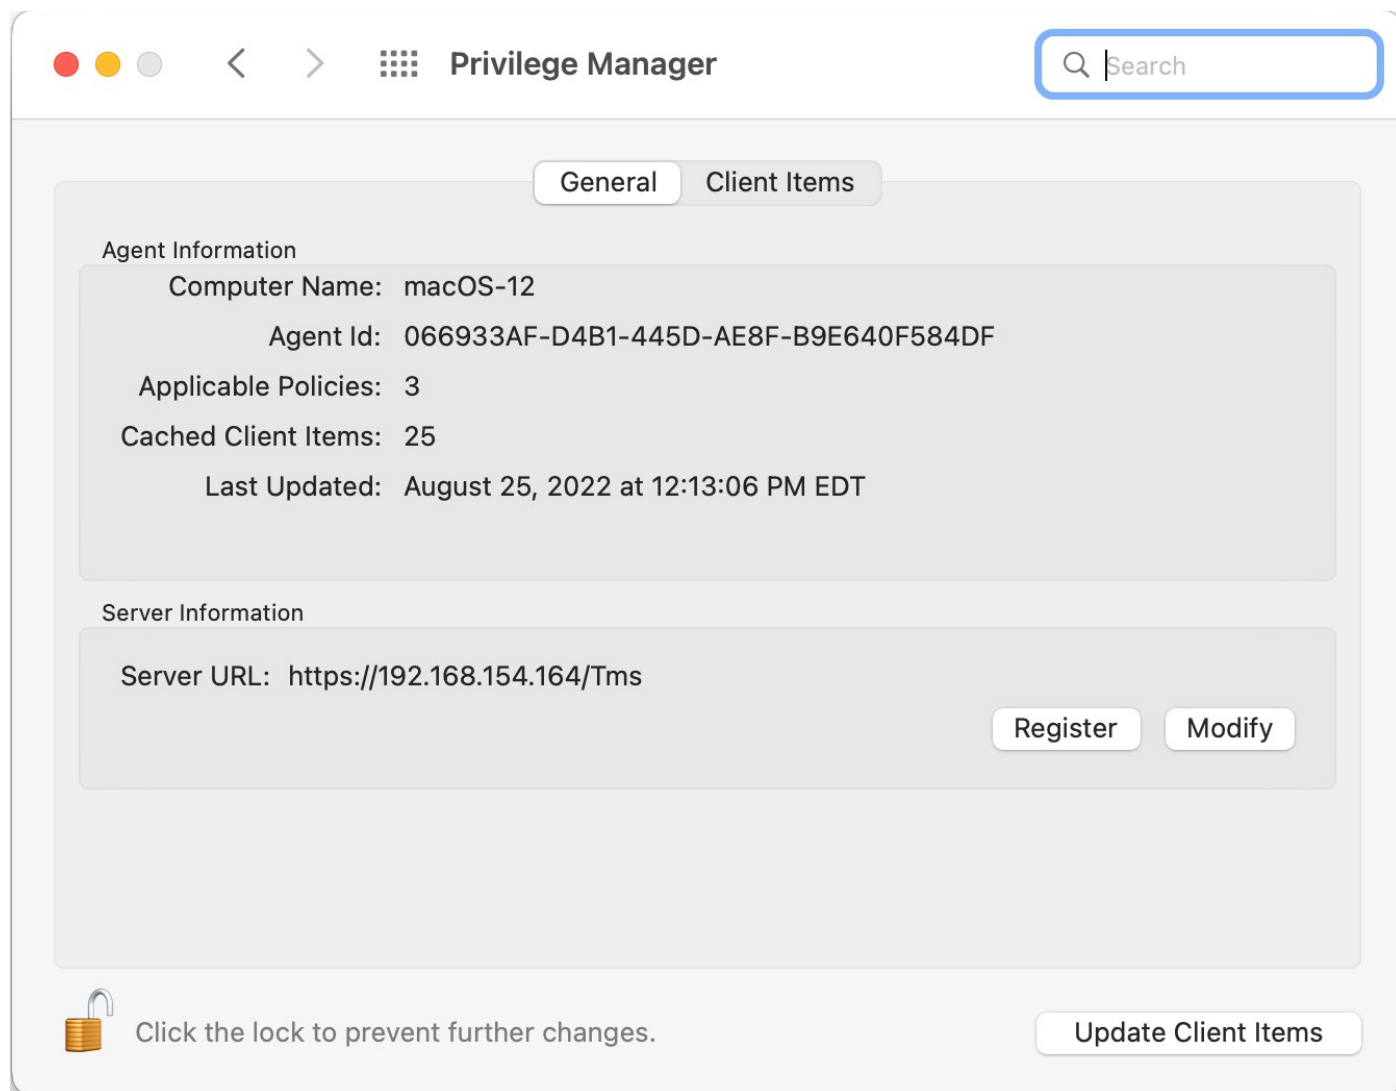 Privilege Manager
Search
General
Client Items
Agent Information
Computer Name: macOS-12
Agent Id: 066933AF-D4B1-445D-AE8F-B9E640F584DF
Applicable Policies: 3
Cached Client Items: 25
Last Updated: August 25, 2022 at 12:13:06 PM EDT
Server Information
Server URL: https://192.168.154.164/Tms
Register
Modify
Click the lock to prevent further changes.
Update Client Items